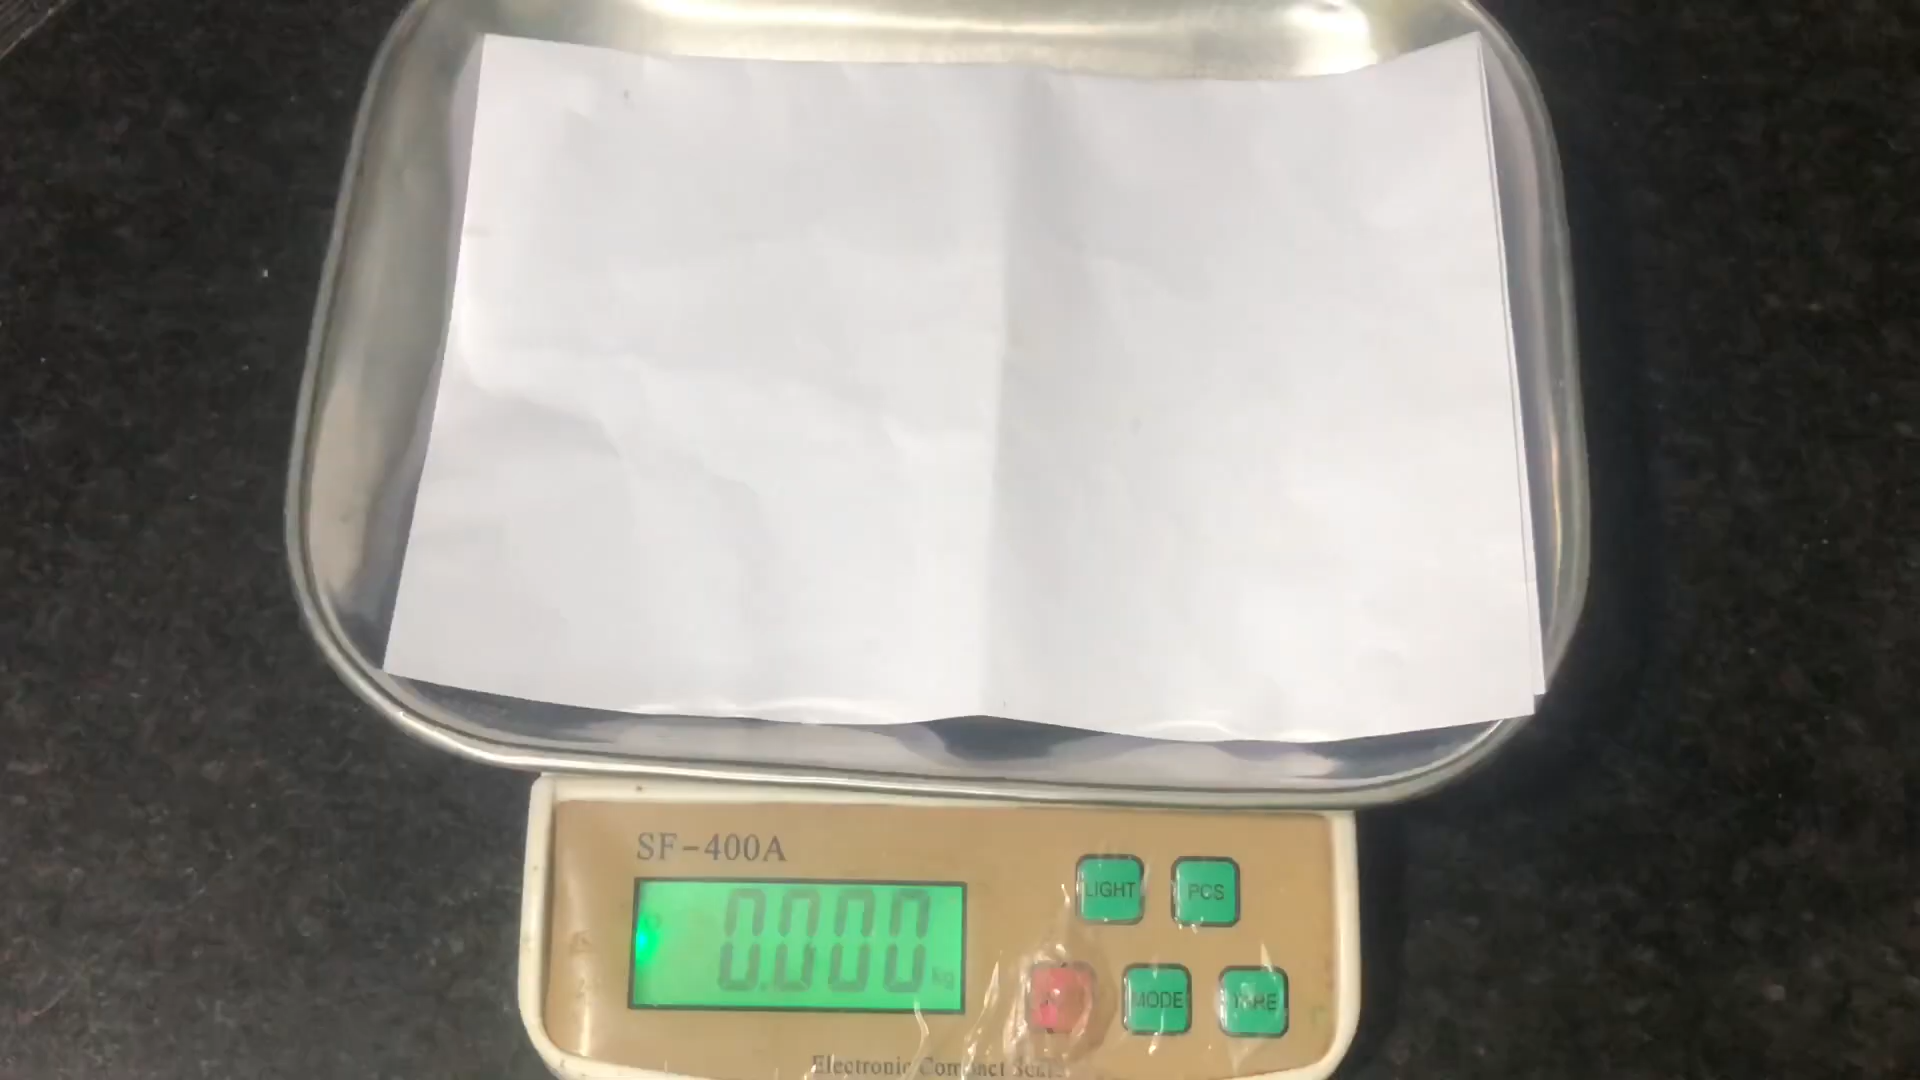 SF-400A
LIGHT
PCS
0.000
kg
MODE
TARE
Electronic Compact Scale